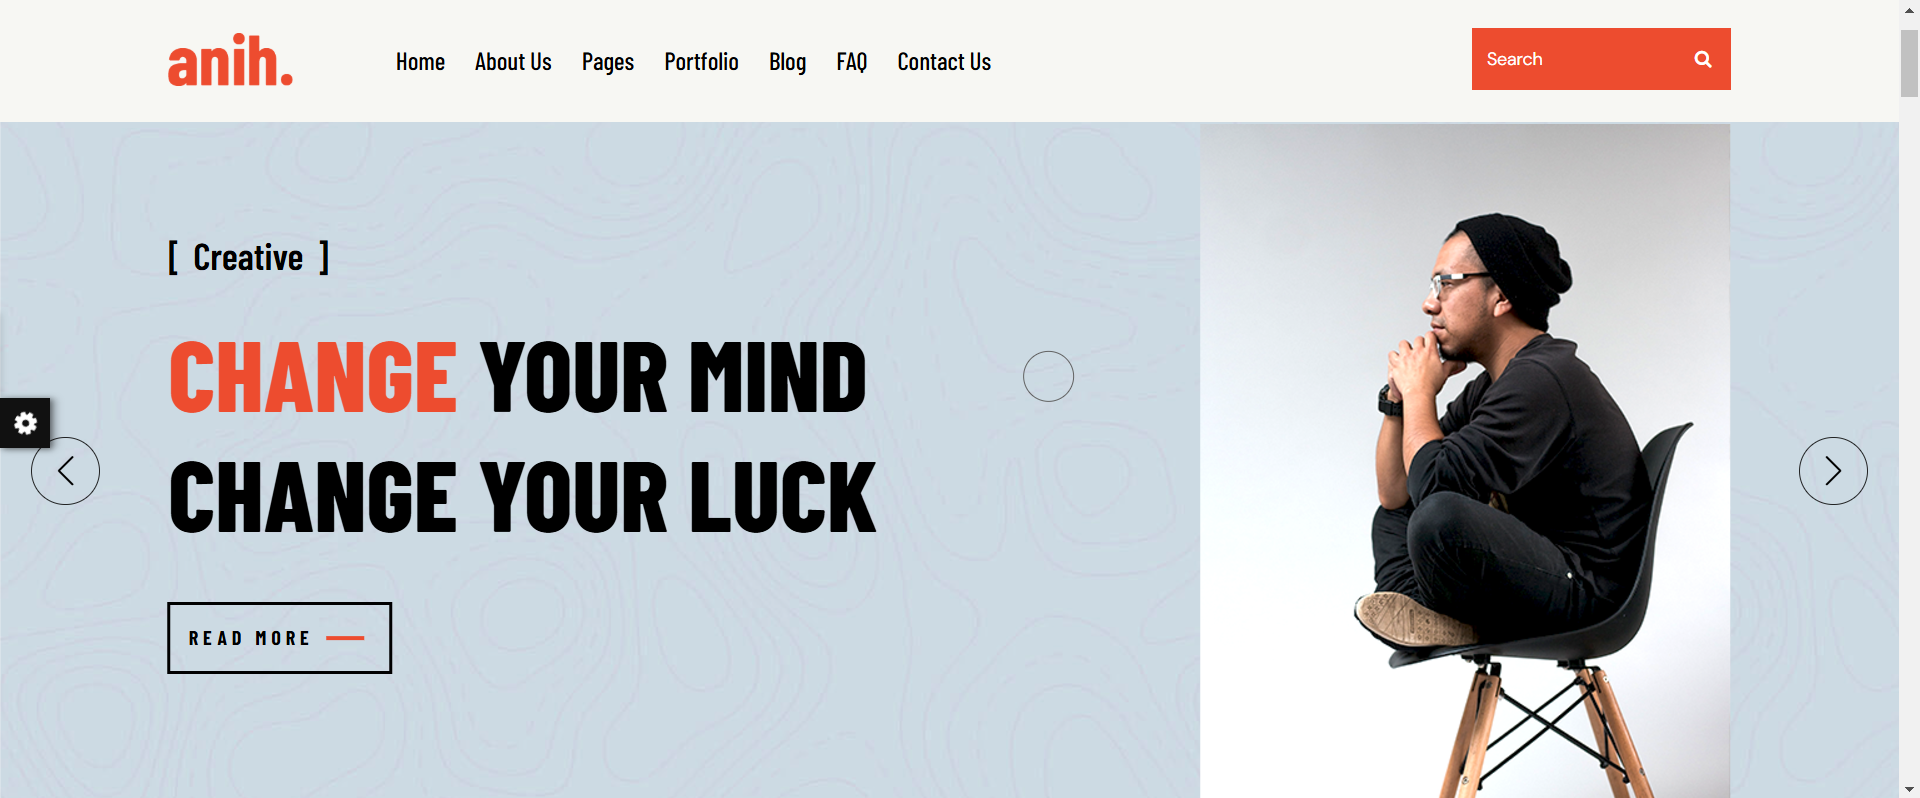 anih.
Home About Us Pages Portfolio Blog FAQ Contact Us
Search
[ Creative ]
CHANGE YOUR MIND
CHANGE YOUR LUCK
READ MORE